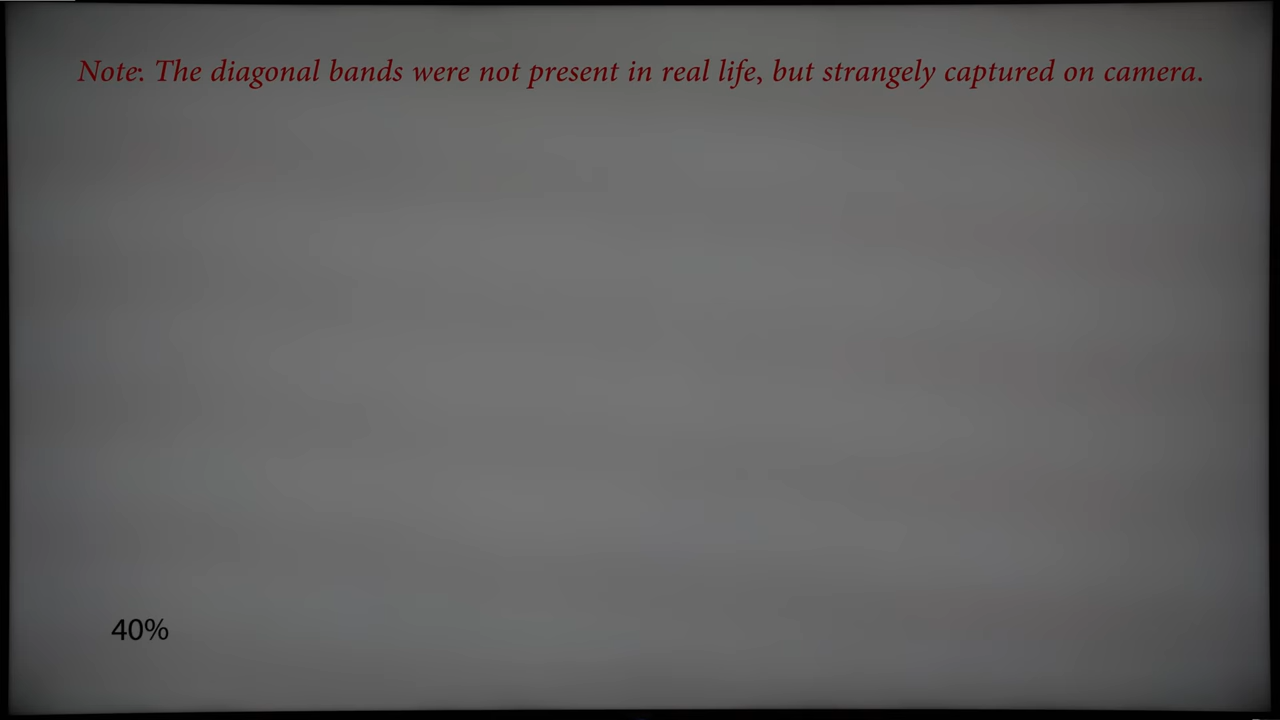 Note: The diagonal bands were not present in real life, but strangely captured on camera.
40%